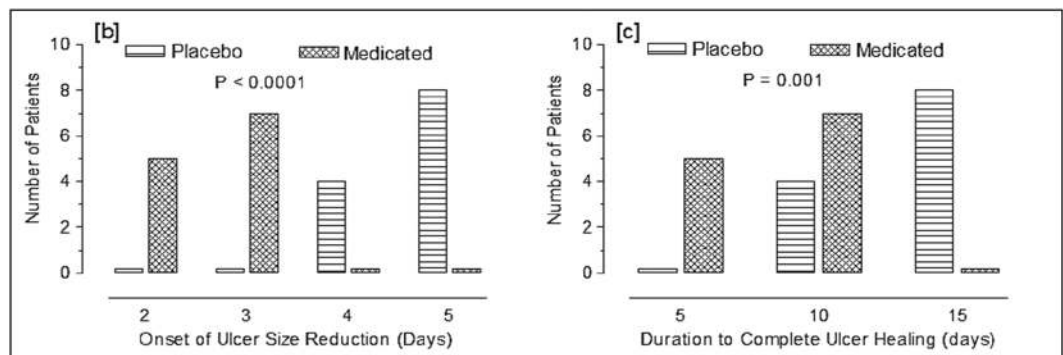 [b]
Placebo Medicated
P < 0.0001
10
8
6
4
2
0
Number of Patients
2 3 4 5
Onset of Ulcer Size Reduction (Days)
[c]
Placebo Medicated
P = 0.001
10
8
6
4
2
0
Number of Patients
5 10 15
Duration to Complete Ulcer Healing (days)